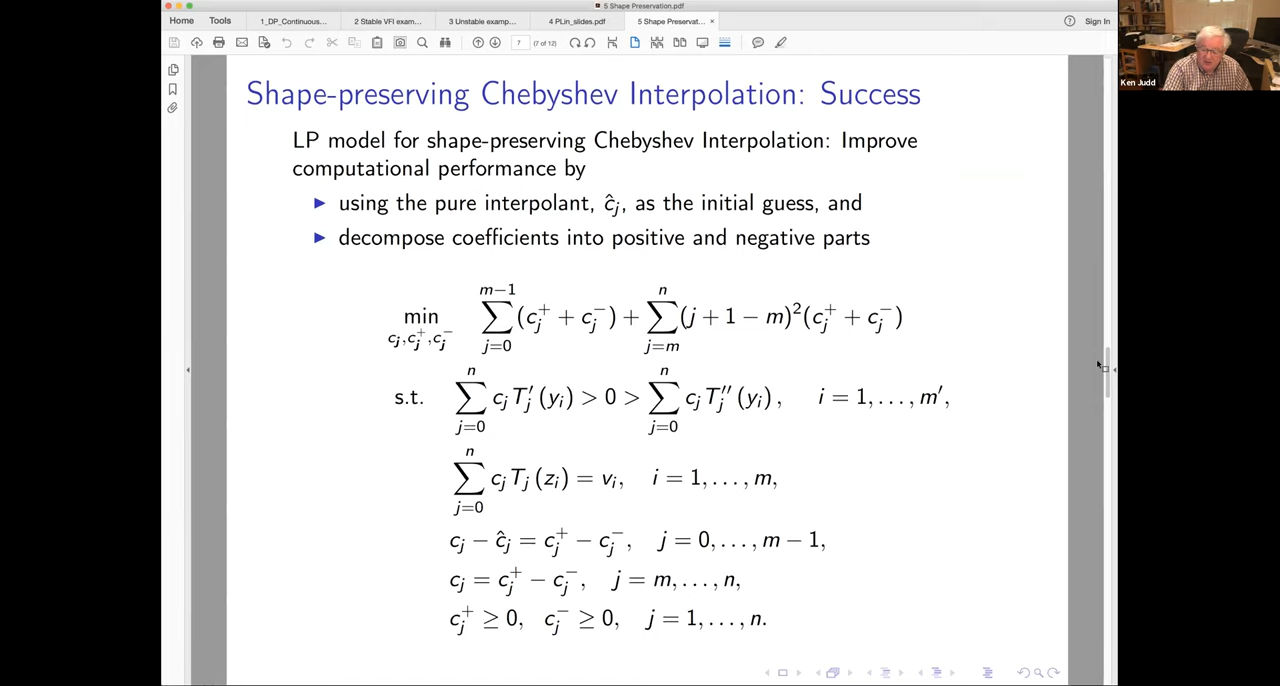 5 Shape Preservation.pdf
Home Tools 1_DP_Continuous... 2 Stable VFI exam... 3 Unstable examp... 4 PLin_slides.pdf 5 Shape Preservat... × Sign In
7 (7 of 12)
Ken Judd
Shape-preserving Chebyshev Interpolation: Success
LP model for shape-preserving Chebyshev Interpolation: Improve
computational performance by
▶ using the pure interpolant, ĉ_j, as the initial guess, and
▶ decompose coefficients into positive and negative parts
min_{c_j, c_j^+, c_j^-} ∑_{j=0}^{m−1} (c_j^+ + c_j^−) + ∑_{j=m}^{n} (j + 1 − m)^2 (c_j^+ + c_j^−)
s.t. ∑_{j=0}^{n} c_j T_j′ (y_i) > 0 > ∑_{j=0}^{n} c_j T_j″ (y_i) , i = 1, . . . , m′,
∑_{j=0}^{n} c_j T_j (z_i) = v_i, i = 1, . . . , m,
c_j − ĉ_j = c_j^+ − c_j^−, j = 0, . . . , m − 1,
c_j = c_j^+ − c_j^−, j = m, . . . , n,
c_j^+ ≥ 0, c_j^− ≥ 0, j = 1, . . . , n.